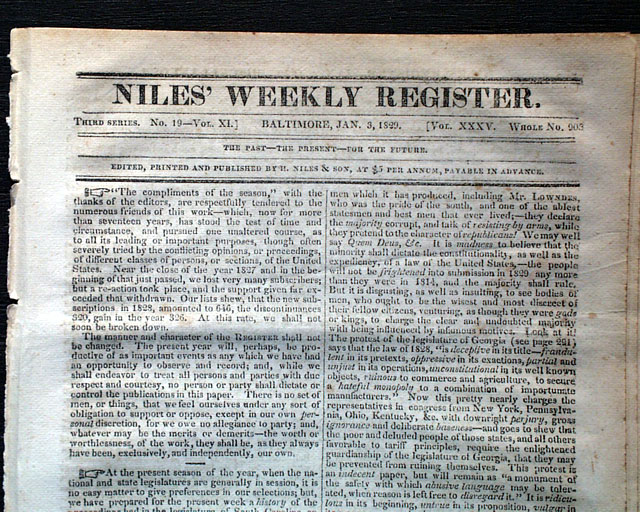 NILES' WEEKLY REGISTER.
THIRD SERIES. No. 19—VOL. XI.] BALTIMORE, JAN. 3, 1829. [VOL. XXXV. WHOLE No. 903
THE PAST—THE PRESENT—FOR THE FUTURE.
EDITED, PRINTED AND PUBLISHED BY H. NILES & SON, AT $5 PER ANNUM, PAYABLE IN ADVANCE.
☞"The compliments of the season," with the
thanks of the editors, are respectfully tendered to the
numerous friends of this work—which, now for more
than seventeen years, has stood the test of time and
circumstance, and pursued one unaltered course, as
to all its leading or important purposes, though often
severely tried by the conflicting opinions, or proceedings,
of different classes of persons, or sections, of the United
States. Near the close of the year 1827 and in the be-
ginning of that just passed, we lost very many subscribers;
but a re-action took place, and the support given far ex-
ceeded that withdrawn. Our lists shew, that the new sub-
scriptions in 1828, amounted to 646, the discontinuances
320, gain in the year 326. At this rate, we shall not
soon be broken down.
The manner and character of the REGISTER shall not
be changed. The present year will, perhaps, be pro-
ductive of as important events as any which we have had
an opportunity to observe and record; and, while we
shall endeavor to treat all persons and parties with due
respect and courtesy, no person or party shall dictate or
control the publications in this paper. There is no set of
men, or things, that we feel ourselves under any sort of
obligation to support or oppose, except in our own per-
sonal discretion, for we owe no allegiance to party; and,
whatever may be the merits or demerits—the worth or
worthlessness, of the work, they shall be, as they always
have been, exclusively, and independently, our own.
☞At the present season of the year, when the na-
tional and state legislatures are generally in session, it is
no easy matter to give preferences in our selections; but,
we have prepared for the present week a history of the
proceedings had in the legislature of South Carolina, on
men which it has produced, including Mr. LOWNDES,
who was the pride of the south, and one of the ablest
statesmen and best men that ever lived;—they declare
the majority corrupt, and talk of resisting by arms, while
they pretend to the character of republicans! We may well
say Quem Deus, &c. It is madness to believe that the
minority shall dictate the constitutionality, as well as the
expediency, of a law of the United States,—the people
will not be frightened into submission in 1829 any more
than they were in 1814, and the majority shall rule.
But it is disgusting, as well as insulting, to see bodies of
men, who ought to be the wisest and most discreet of
their fellow citizens, venturing, as though they were gods
or kings, to charge the clear and undoubted majority
with being influenced by infamous motives. Look at it!
The protest of the legislature of Georgia (see page 291)
says that the law of 1828, "is deceptive in its title—fraudu-
lent in its pretexts, oppressive in its exactions, partial and
unjust in its operations, unconstitutional in its well known
objects, ruinous to commerce and agriculture, to secure
a hateful monopoly to a combination of importunate
manufacturers." Now this pretty nearly charges the
representatives in congress from New York, Pennsylva-
nia, Ohio, Kentucky, &c. with downright perjury, gross
ignorance and deliberate baseness—and goes to shew that
the poor and deluded people of those states, and all others
favorable to tariff principles, require the enlightened
guardianship of the legislature of Georgia, that they may
be prevented from ruining themselves. This protest is
an indecent paper, but will remain as "a monument of
the safety with which abusive language may be toler-
ated, when reason is left free to disregard it." It is ridicu-
lous in its beginning, untrue in its proposition, vulgar in